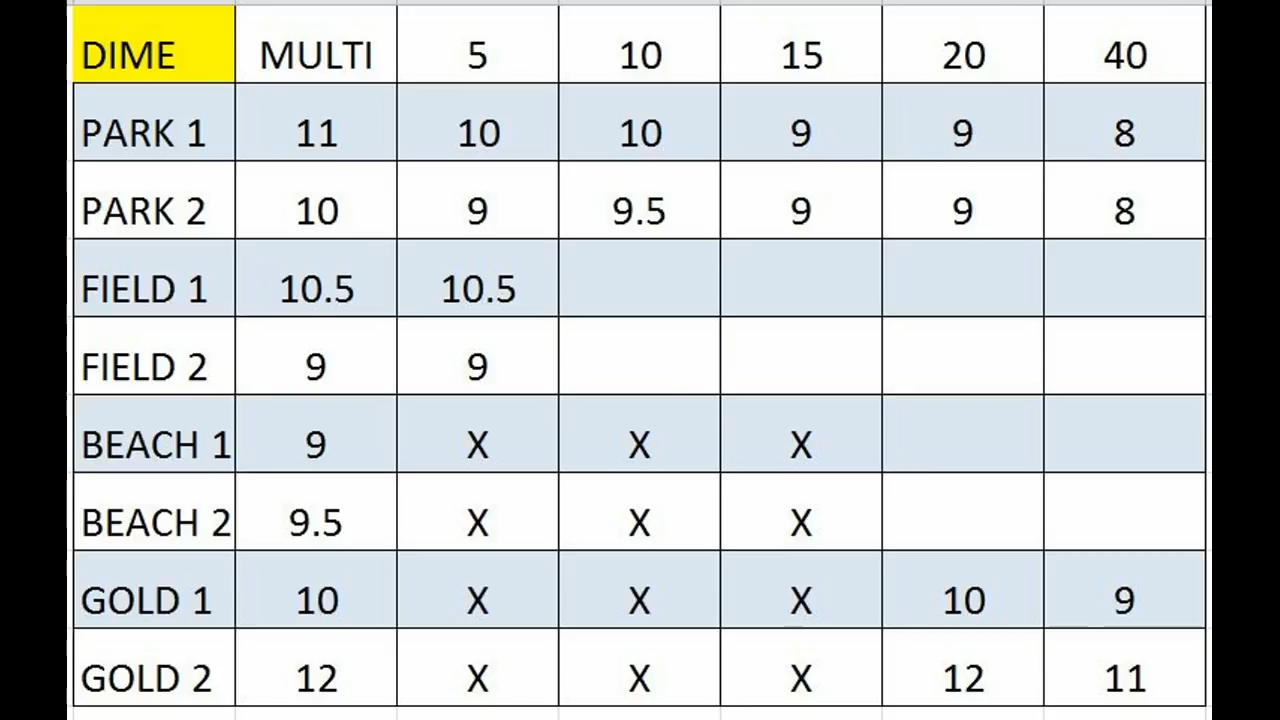 DIME MULTI 5 10 15 20 40
PARK 1 11 10 10 9 9 8
PARK 2 10 9 9.5 9 9 8
FIELD 1 10.5 10.5
FIELD 2 9 9
BEACH 1 9 X X X
BEACH 2 9.5 X X X
GOLD 1 10 X X X 10 9
GOLD 2 12 X X X 12 11